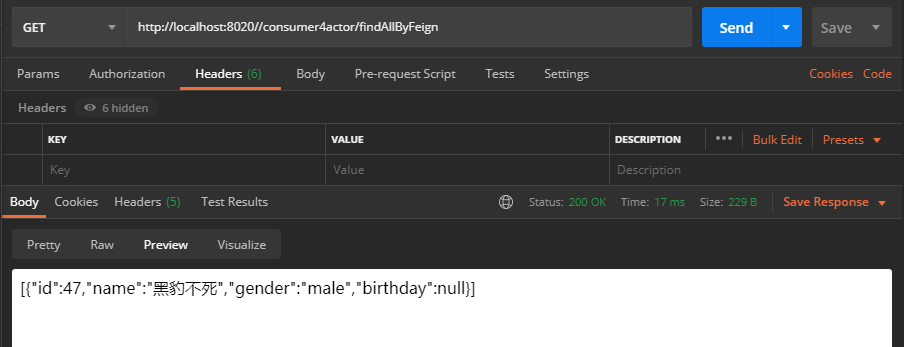 GET http://localhost:8020//consumer4actor/findAllByFeign Send Save
Params Authorization Headers (6) Body Pre-request Script Tests Settings Cookies Code
Headers 6 hidden
KEY VALUE DESCRIPTION ••• Bulk Edit Presets
Key Value Description
Body Cookies Headers (5) Test Results Status: 200 OK Time: 17 ms Size: 229 B Save Response
Pretty Raw Preview Visualize
[{"id":47,"name":"黑豹不死","gender":"male","birthday":null}]